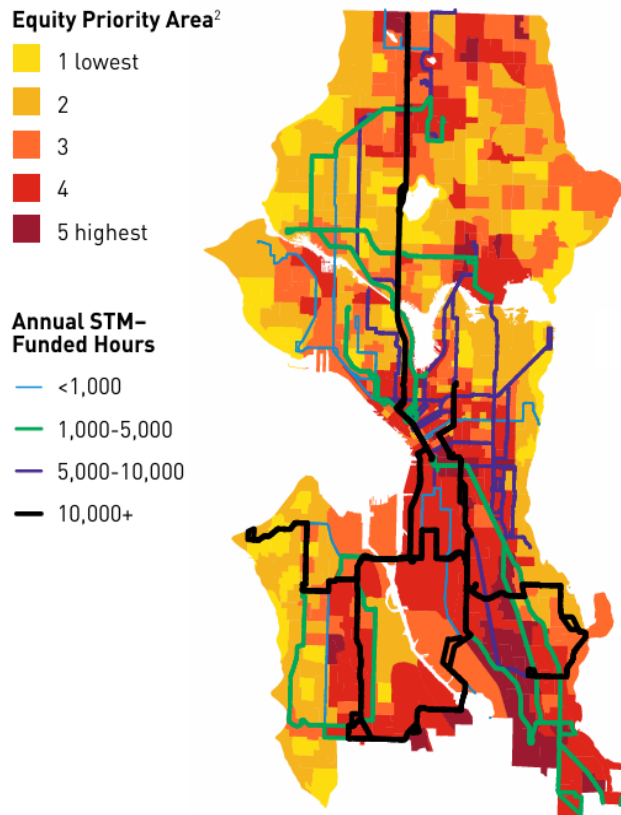 Equity Priority Area²
1 lowest
2
3
4
5 highest
Annual STM–
Funded Hours
<1,000
1,000-5,000
5,000-10,000
10,000+